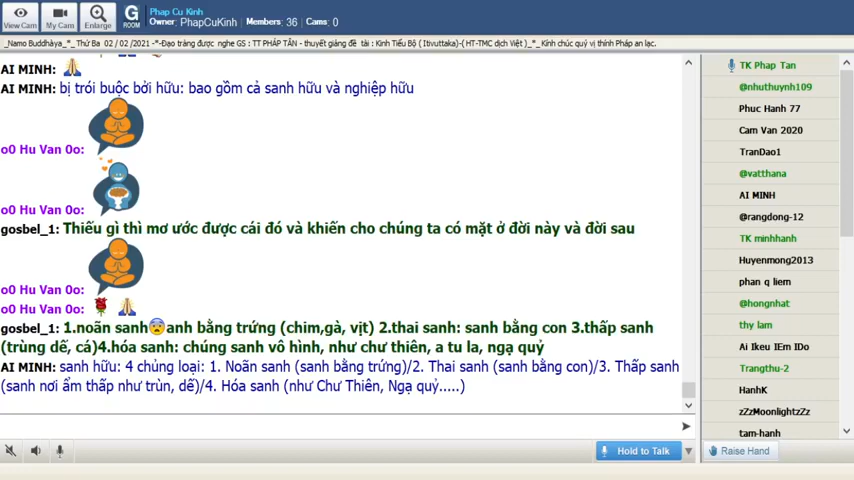 View Cam
My Cam
Enlarge
G
ROOM
Phap Cu Kinh
Owner: PhapCuKinh , Members: 36 , Cams: 0
_Namo Buddhàya_*_ Thứ Ba 02 / 02 /2021 -*-Đạo tràng được nghe GS : TT PHÁP TÂN - thuyết giảng đề tài : Kinh Tiểu Bộ ( Itivuttaka)-( HT-TMC dịch Việt )_*_ Kính chúc quý vị thính Pháp an lạc.
AI MINH:
AI MINH: bị trói buộc bởi hữu: bao gồm cả sanh hữu và nghiệp hữu
o0 Hu Van 0o:
o0 Hu Van 0o:
gosbel_1: Thiếu gì thì mơ ước được cái đó và khiến cho chúng ta có mặt ở đời này và đời sau
o0 Hu Van 0o:
o0 Hu Van 0o:
gosbel_1: 1.noãn sanh anh bằng trứng (chim,gà, vịt) 2.thai sanh: sanh bằng con 3.thấp sanh
(trùng dế, cá)4.hóa sanh: chúng sanh vô hình, như chư thiên, a tu la, ngạ quỷ
AI MINH: sanh hữu: 4 chủng loại: 1. Noãn sanh (sanh bằng trứng)/2. Thai sanh (sanh bằng con)/3. Thấp sanh
(sanh nơi ẩm thấp như trùn, dế)/4. Hóa sanh (như Chư Thiên, Ngạ quỷ.....)
Hold to Talk
TK Phap Tan
@nhuthuynh109
Phuc Hanh 77
Cam Van 2020
TranDao1
@vatthana
AI MINH
@rangdong-12
TK minhhanh
Huyenmong2013
phan q liem
@hongnhat
thy lam
Ai Ikeu IEm IDo
Trangthu-2
HanhK
zZzMoonlightzZz
tam-hanh
Raise Hand